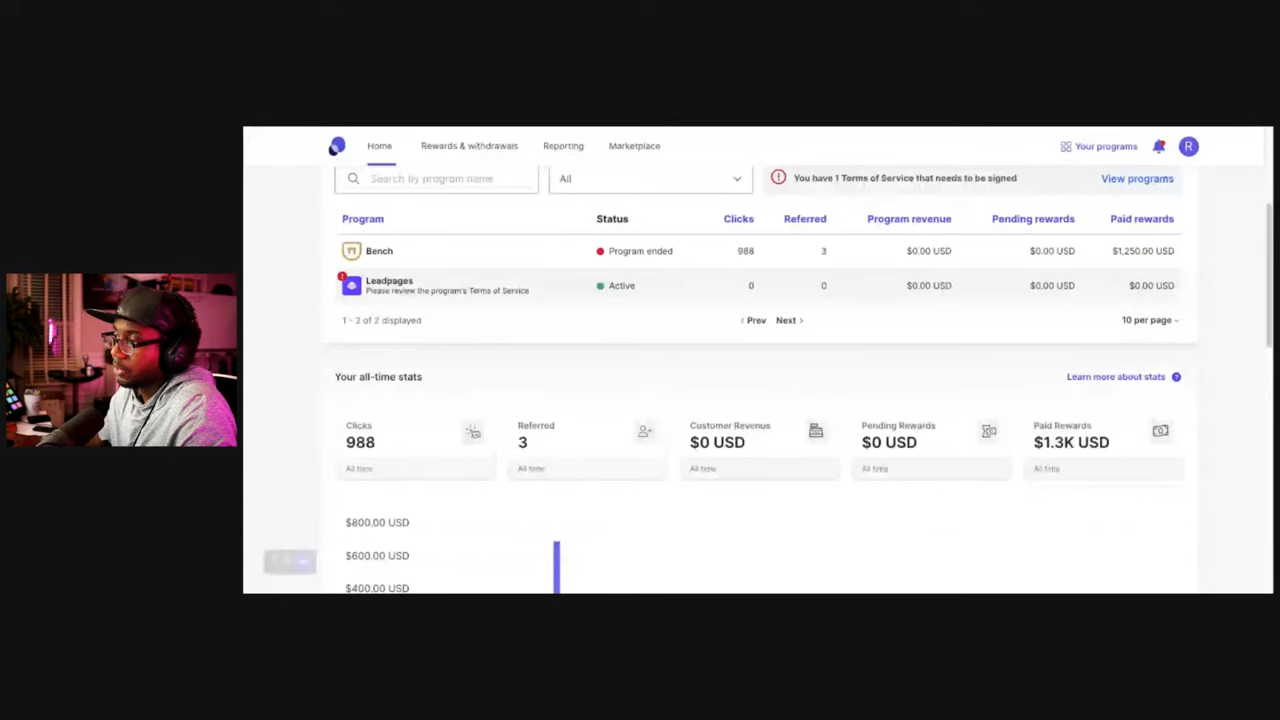 Home Rewards & withdrawals Reporting Marketplace Your programs R
Search by program name All You have 1 Terms of Service that needs to be signed View programs
Program Status Clicks Referred Program revenue Pending rewards Paid rewards
Bench Program ended 988 3 $0.00 USD $0.00 USD $1,250.00 USD
Leadpages Active 0 0 $0.00 USD $0.00 USD $0.00 USD
Please review the program's Terms of Service
1 - 2 of 2 displayed ‹ Prev Next › 10 per page
Your all-time stats Learn more about stats ?
Clicks Referred Customer Revenue Pending Rewards Paid Rewards
988 3 $0 USD $0 USD $1.3K USD
All time All time All time All time All time
$800.00 USD
$600.00 USD
$400.00 USD